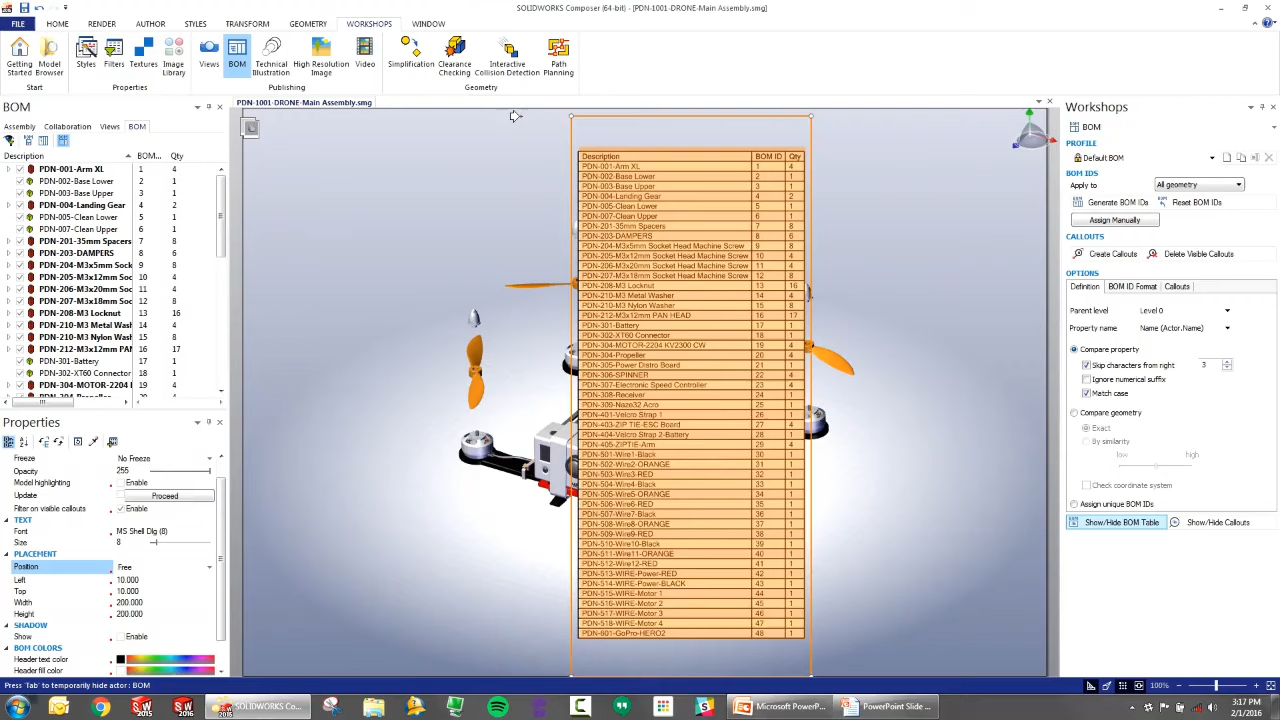 SOLIDWORKS Composer (64-bit) - [PDN-1001-DRONE-Main Assembly.smg]
FILE HOME RENDER AUTHOR STYLES TRANSFORM GEOMETRY WORKSHOPS WINDOW
Getting Started Model Browser Styles Filters Textures Image Library Views BOM Technical Illustration High Resolution Image Video Simplification Clearance Checking Interactive Collision Detection Path Planning
Start Properties Publishing Geometry
BOM
PDN-1001-DRONE-Main Assembly.smg
Workshops
Assembly Collaboration Views BOM
BOM
Description BOM... Qty
PDN-001-Arm XL 1 4
PDN-002-Base Lower 2 1
PDN-003-Base Upper 3 1
PDN-004-Landing Gear 4 2
PDN-005-Clean Lower 5 1
PDN-007-Clean Upper 6 1
PDN-201-35mm Spacers 7 8
PDN-203-DAMPERS 8 6
PDN-204-M3x5mm Sock 9 8
PDN-205-M3x12mm Soc 10 4
PDN-206-M3x20mm Soc 11 4
PDN-207-M3x18mm Soc 12 8
PDN-208-M3 Locknut 13 16
PDN-210-M3 Metal Wash 14 4
PDN-210-M3 Nylon Wash 15 8
PDN-212-M3x12mm PAN 16 17
PDN-301-Battery 17 1
PDN-302-XT60 Connector 18 1
PDN-304-MOTOR-2204 19 4
PDN-304-Propeller 20 4
Properties
Freeze No Freeze
Opacity 255
Model highlighting Enable
Update Proceed
Filter on visible callouts Enable
TEXT
Font MS Shell Dlg (8)
Size 8
PLACEMENT
Position Free
Left 10.000
Top 10.000
Width 200.000
Height 200.000
SHADOW
Show Enable
BOM COLORS
Header text color
Header fill color
Description BOM ID Qty
PDN-001-Arm XL 1 4
PDN-002-Base Lower 2 1
PDN-003-Base Upper 3 1
PDN-004-Landing Gear 4 2
PDN-005-Clean Lower 5 1
PDN-007-Clean Upper 6 1
PDN-201-35mm Spacers 7 8
PDN-203-DAMPERS 8 6
PDN-204-M3x5mm Socket Head Machine Screw 9 8
PDN-205-M3x12mm Socket Head Machine Screw 10 4
PDN-206-M3x20mm Socket Head Machine Screw 11 4
PDN-207-M3x18mm Socket Head Machine Screw 12 8
PDN-208-M3 Locknut 13 16
PDN-210-M3 Metal Washer 14 4
PDN-210-M3 Nylon Washer 15 8
PDN-212-M3x12mm PAN HEAD 16 17
PDN-301-Battery 17 1
PDN-302-XT60 Connector 18 1
PDN-304-MOTOR-2204 KV2300 CW 19 4
PDN-304-Propeller 20 4
PDN-305-Power Distro Board 21 1
PDN-306-SPINNER 22 4
PDN-307-Electronic Speed Controller 23 4
PDN-308-Receiver 24 1
PDN-309-Naze32 Acro 25 1
PDN-401-Velcro Strap 1 26 1
PDN-403-ZIP TIE-ESC Board 27 4
PDN-404-Velcro Strap 2-Battery 28 1
PDN-405-ZIPTIE-Arm 29 4
PDN-501-Wire1-Black 30 1
PDN-502-Wire2-ORANGE 31 1
PDN-503-Wire3-RED 32 1
PDN-504-Wire4-Black 33 1
PDN-505-Wire5-ORANGE 34 1
PDN-506-Wire6-RED 35 1
PDN-507-Wire7-Black 36 1
PDN-508-Wire8-ORANGE 37 1
PDN-509-Wire9-RED 38 1
PDN-510-Wire10-Black 39 1
PDN-511-Wire11-ORANGE 40 1
PDN-512-Wire12-RED 41 1
PDN-513-WIRE-Power-RED 42 1
PDN-514-WIRE-Power-BLACK 43 1
PDN-515-WIRE-Motor 1 44 1
PDN-516-WIRE-Motor 2 45 1
PDN-517-WIRE-Motor 3 46 1
PDN-518-WIRE-Motor 4 47 1
PDN-601-GoPro-HERO2 48 1
PROFILE
Default BOM
BOM IDS
Apply to All geometry
Generate BOM IDs Reset BOM IDs
Assign Manually
CALLOUTS
Create Callouts Delete Visible Callouts
OPTIONS
Definition BOM ID Format Callouts
Parent level Level 0
Property name Name (Actor.Name)
Compare property
Skip characters from right 3
Ignore numerical suffix
Match case
Compare geometry
Exact
By similarity
low high
Check coordinate system
Assign unique BOM IDs
Show/Hide BOM Table Show/Hide Callouts
Press 'Tab' to temporarily hide actor : BOM
100%
SOLIDWORKS Co...
Microsoft PowerP...
PowerPoint Slide ...
3:17 PM
2/1/2016